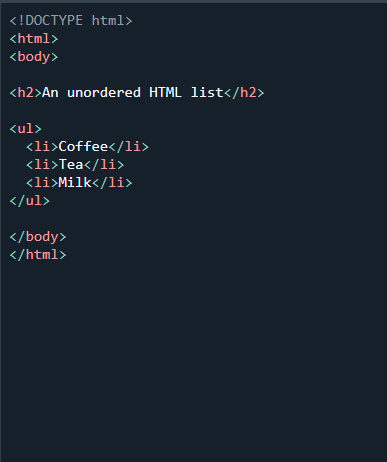 <!DOCTYPE html>
<html>
<body>
<h2>An unordered HTML list</h2>
<ul>
<li>Coffee</li>
<li>Tea</li>
<li>Milk</li>
</ul>
</body>
</html>